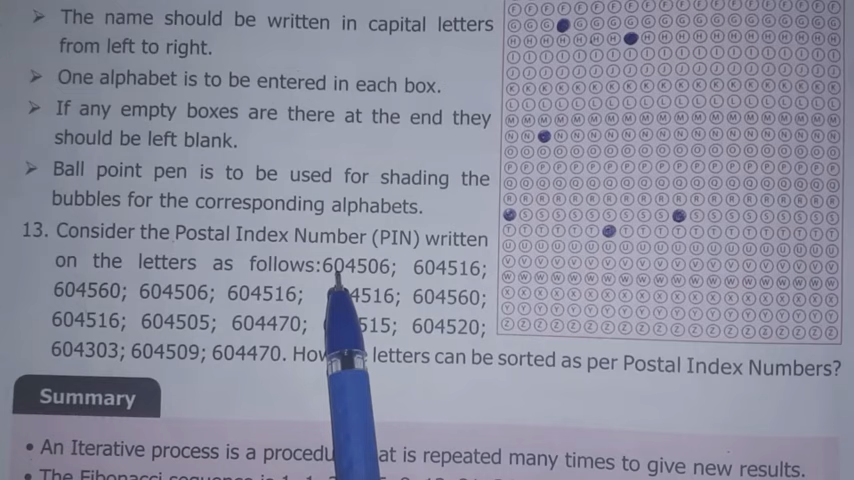 ➢ The name should be written in capital letters
from left to right.
➢ One alphabet is to be entered in each box.
➢ If any empty boxes are there at the end they
should be left blank.
➢ Ball point pen is to be used for shading the
bubbles for the corresponding alphabets.
13. Consider the Postal Index Number (PIN) written
on the letters as follows:604506; 604516;
604560; 604506; 604516; 4516; 604560;
604516; 604505; 604470; 515; 604520;
604303; 604509; 604470. letters can be sorted as per Postal Index Numbers?
Summary
• An Iterative process is a is repeated many times to give new results.
• The Fibonacci sequence is
F F F F F F F F F F F F F F F F F F F
G G G G G G G G G G G G G G G G G G G
H H H H H H H H H H H H H H H H H H H
I I I I I I I I I I I I I I I I I I I I
J J J J J J J J J J J J J J J J J J J J
K K K K K K K K K K K K K K K K K K K K
L L L L L L L L L L L L L L L L L L L L
M M M M M M M M M M M M M M M M M M M M
N N N N N N N N N N N N N N N N N N N
O O O O O O O O O O O O O O O O O O O O
P P P P P P P P P P P P P P P P P P P P
Q Q Q Q Q Q Q Q Q Q Q Q Q Q Q Q Q Q Q Q
R R R R R R R R R R R R R R R R R R R R
S S S S S S S S S S S S S S S S S S
T T T T T T T T T T T T T T T T T T T
U U U U U U U U U U U U U U U U U U U U
V V V V V V V V V V V V V V V V V V V V
W W W W W W W W W W W W W W W W W W W W
X X X X X X X X X X X X X X X X X X X X
Y Y Y Y Y Y Y Y Y Y Y Y Y Y Y Y Y Y Y Y
Z Z Z Z Z Z Z Z Z Z Z Z Z Z Z Z Z Z Z Z